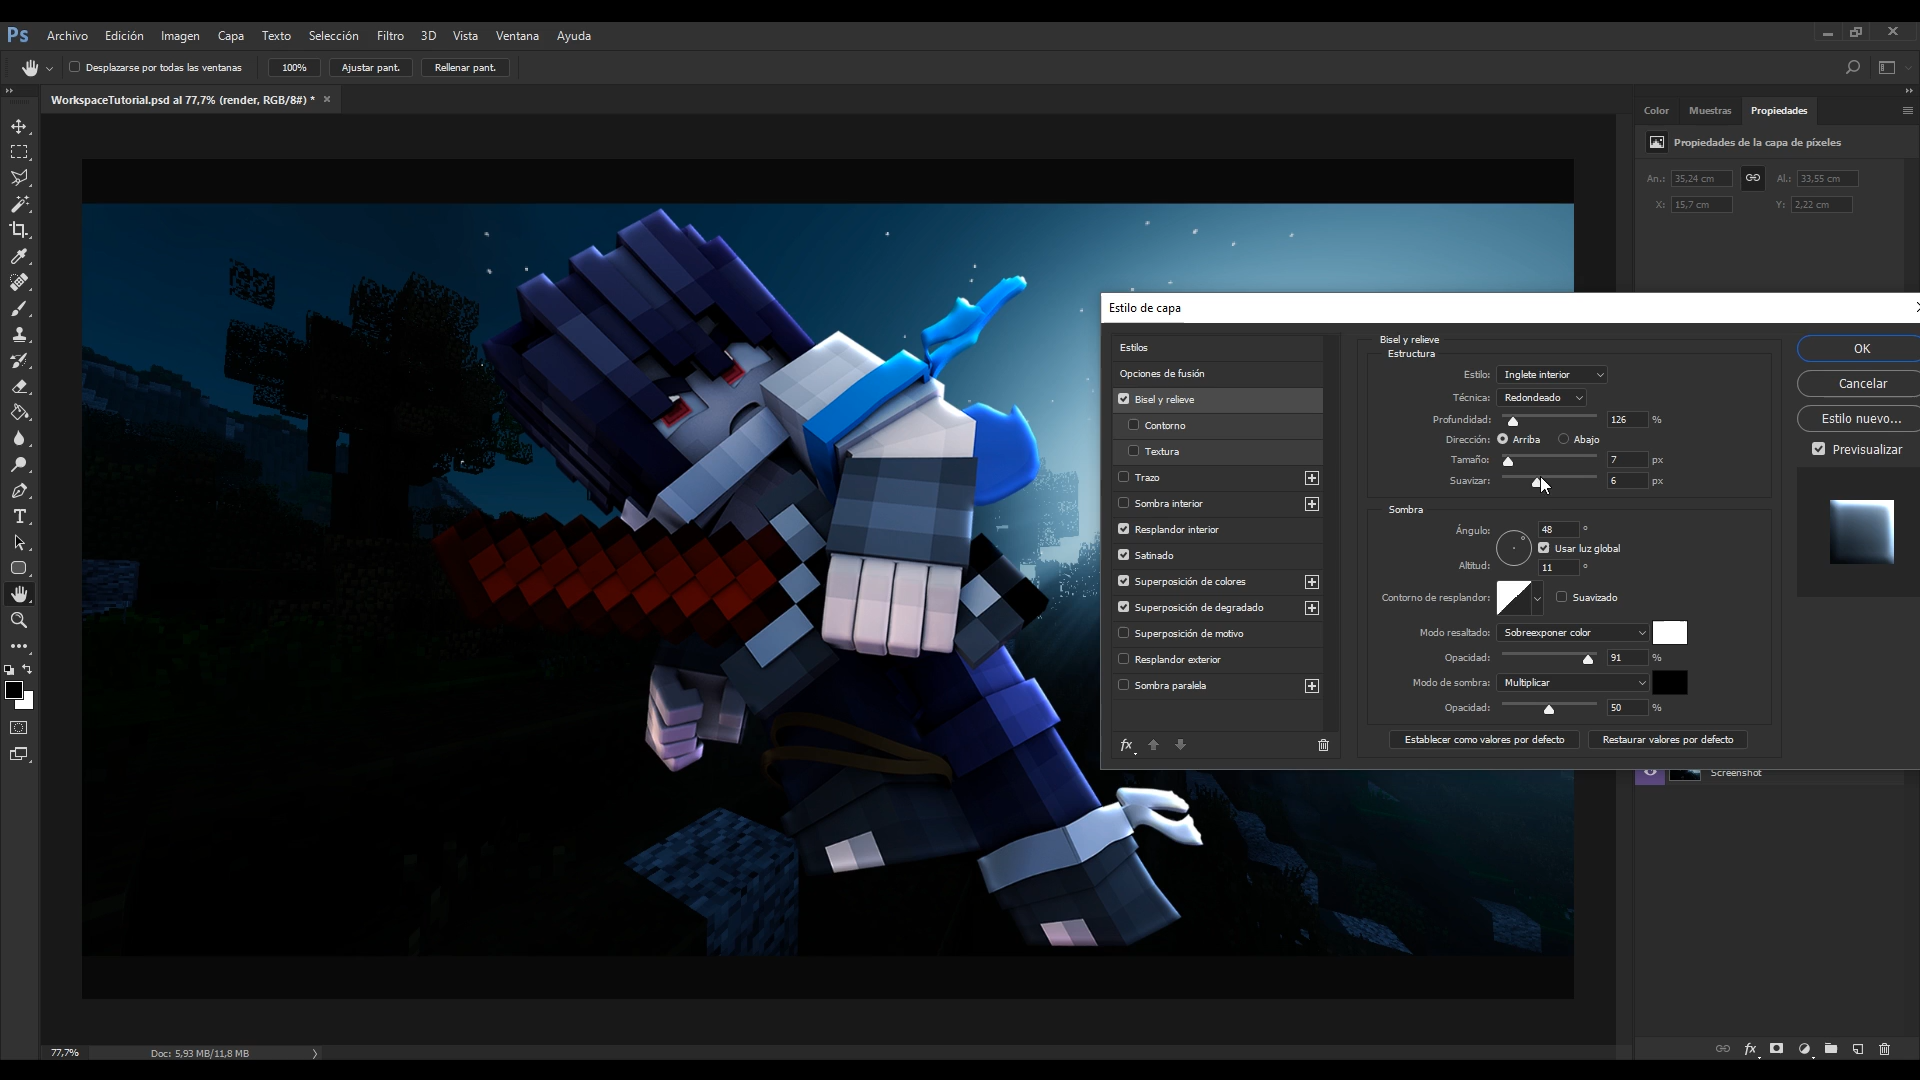 Ps Archivo Edición Imagen Capa Texto Selección Filtro 3D Vista Ventana Ayuda
Desplazarse por todas las ventanas 100% Ajustar pant. Rellenar pant.
WorkspaceTutorial.psd al 77,7% (render, RGB/8#) * ×
Color Muestras Propiedades
Propiedades de la capa de píxeles
An.: 35,24 cm Al.: 33,55 cm
X: 15,7 cm Y: 2,22 cm
Estilo de capa
Estilos
Opciones de fusión
Bisel y relieve
Contorno
Textura
Trazo
Sombra interior
Resplandor interior
Satinado
Superposición de colores
Superposición de degradado
Superposición de motivo
Resplandor exterior
Sombra paralela
fx
Bisel y relieve
Estructura
Estilo: Inglete interior
Técnica: Redondeado
Profundidad: 126 %
Dirección: Arriba Abajo
Tamaño: 7 px
Suavizar: 6 px
Sombra
Ángulo: 48 °
Usar luz global
Altitud: 11 °
Contorno de resplandor: Suavizado
Modo resaltado: Sobreexponer color
Opacidad: 91 %
Modo de sombra: Multiplicar
Opacidad: 50 %
Establecer como valores por defecto Restaurar valores por defecto
OK
Cancelar
Estilo nuevo...
Previsualizar
Screenshot
T
77,7% Doc: 5,93 MB/11,8 MB
fx